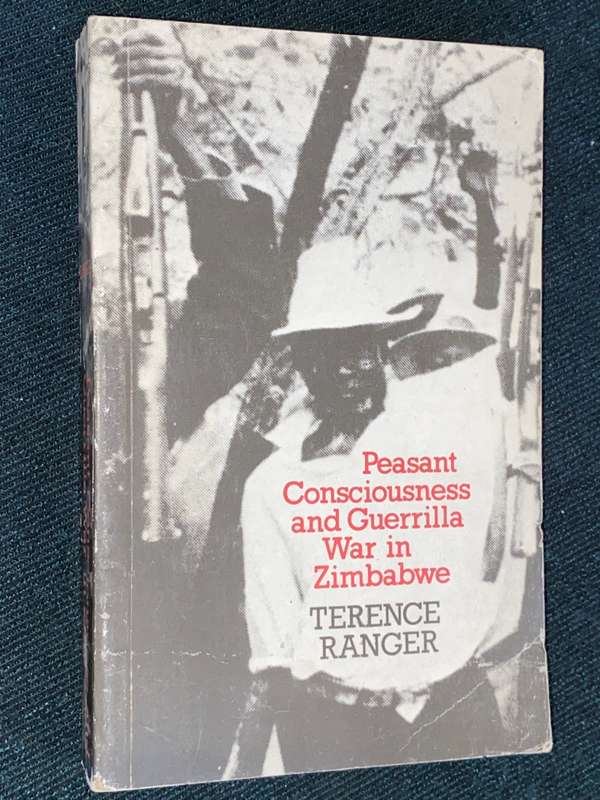 Peasant
Consciousness
and Guerrilla
War in
Zimbabwe
TERENCE
RANGER